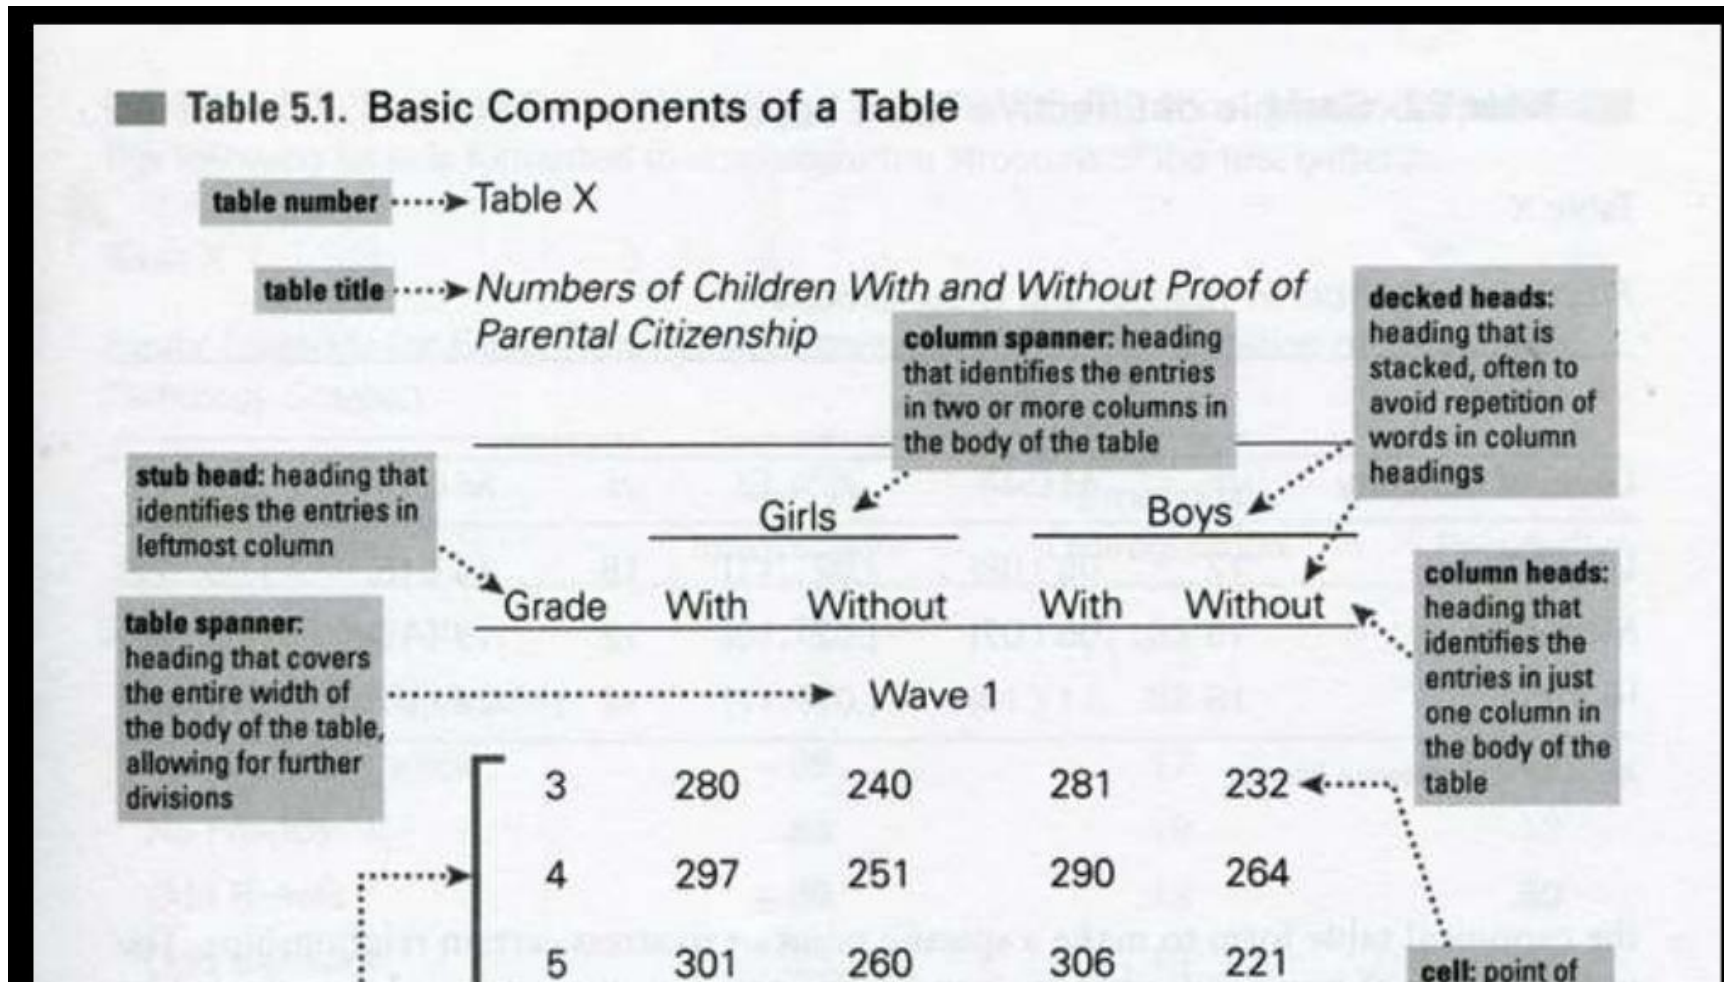 Table 5.1. Basic Components of a Table
table number
Table X
table title
Numbers of Children With and Without Proof of
Parental Citizenship
column spanner: heading
that identifies the entries
in two or more columns in
the body of the table
decked heads:
heading that is
stacked, often to
avoid repetition of
words in column
headings
stub head: heading that
identifies the entries in
leftmost column
Girls
Boys
column heads:
heading that
identifies the
entries in just
one column in
the body of the
table
Grade With Without With Without
table spanner:
heading that covers
the entire width of
the body of the table,
allowing for further
divisions
Wave 1
3 280 240 281 232
4 297 251 290 264
5 301 260 306 221
cell: point of